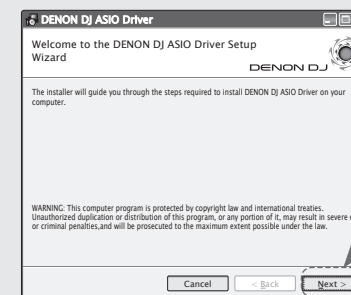 DENON DJ ASIO Driver
Welcome to the DENON DJ ASIO Driver Setup
Wizard
DENON DJ
The installer will guide you through the steps required to install DENON DJ ASIO Driver on your
computer.
WARNING: This computer program is protected by copyright law and international treaties.
Unauthorized duplication or distribution of this program, or any portion of it, may result in severe
or criminal penalties,and will be prosecuted to the maximum extent possible under the law.
Cancel
< Back
Next >